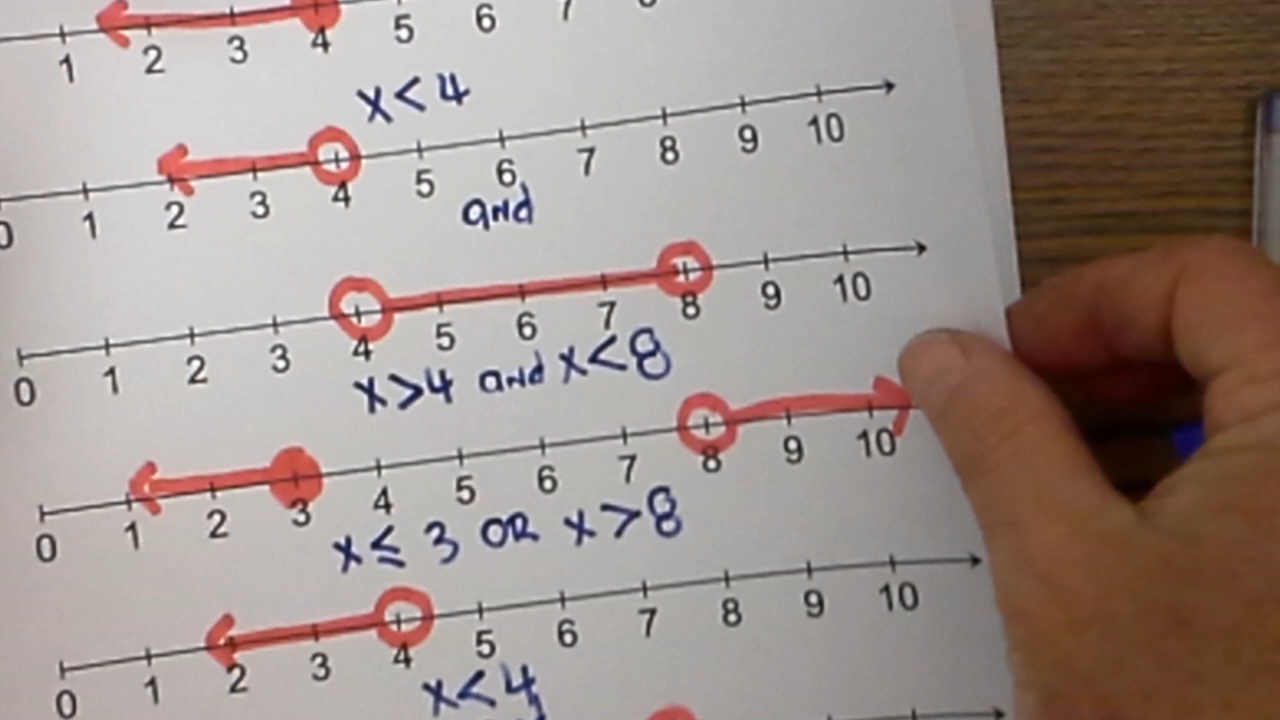 1 2 3 4 5 6 7
x<4
0 1 2 3 4 5 6 7 8 9 10
and
0 1 2 3 4 5 6 7 8 9 10
x>4 and x<8
0 1 2 3 4 5 6 7 8 9 10
x≤3 OR x>8
0 1 2 3 4 5 6 7 8 9 10
x<4